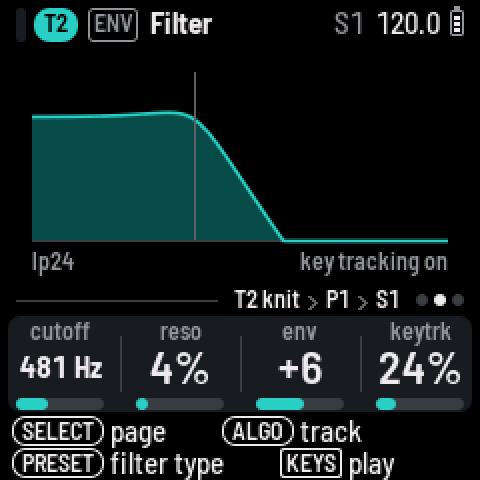 T2 ENV Filter S1 120.0
lp24 key tracking on
T2 knit > P1 > S1
cutoff reso env keytrk
481 Hz 4% +6 24%
SELECT page ALGO track
PRESET filter type KEYS play